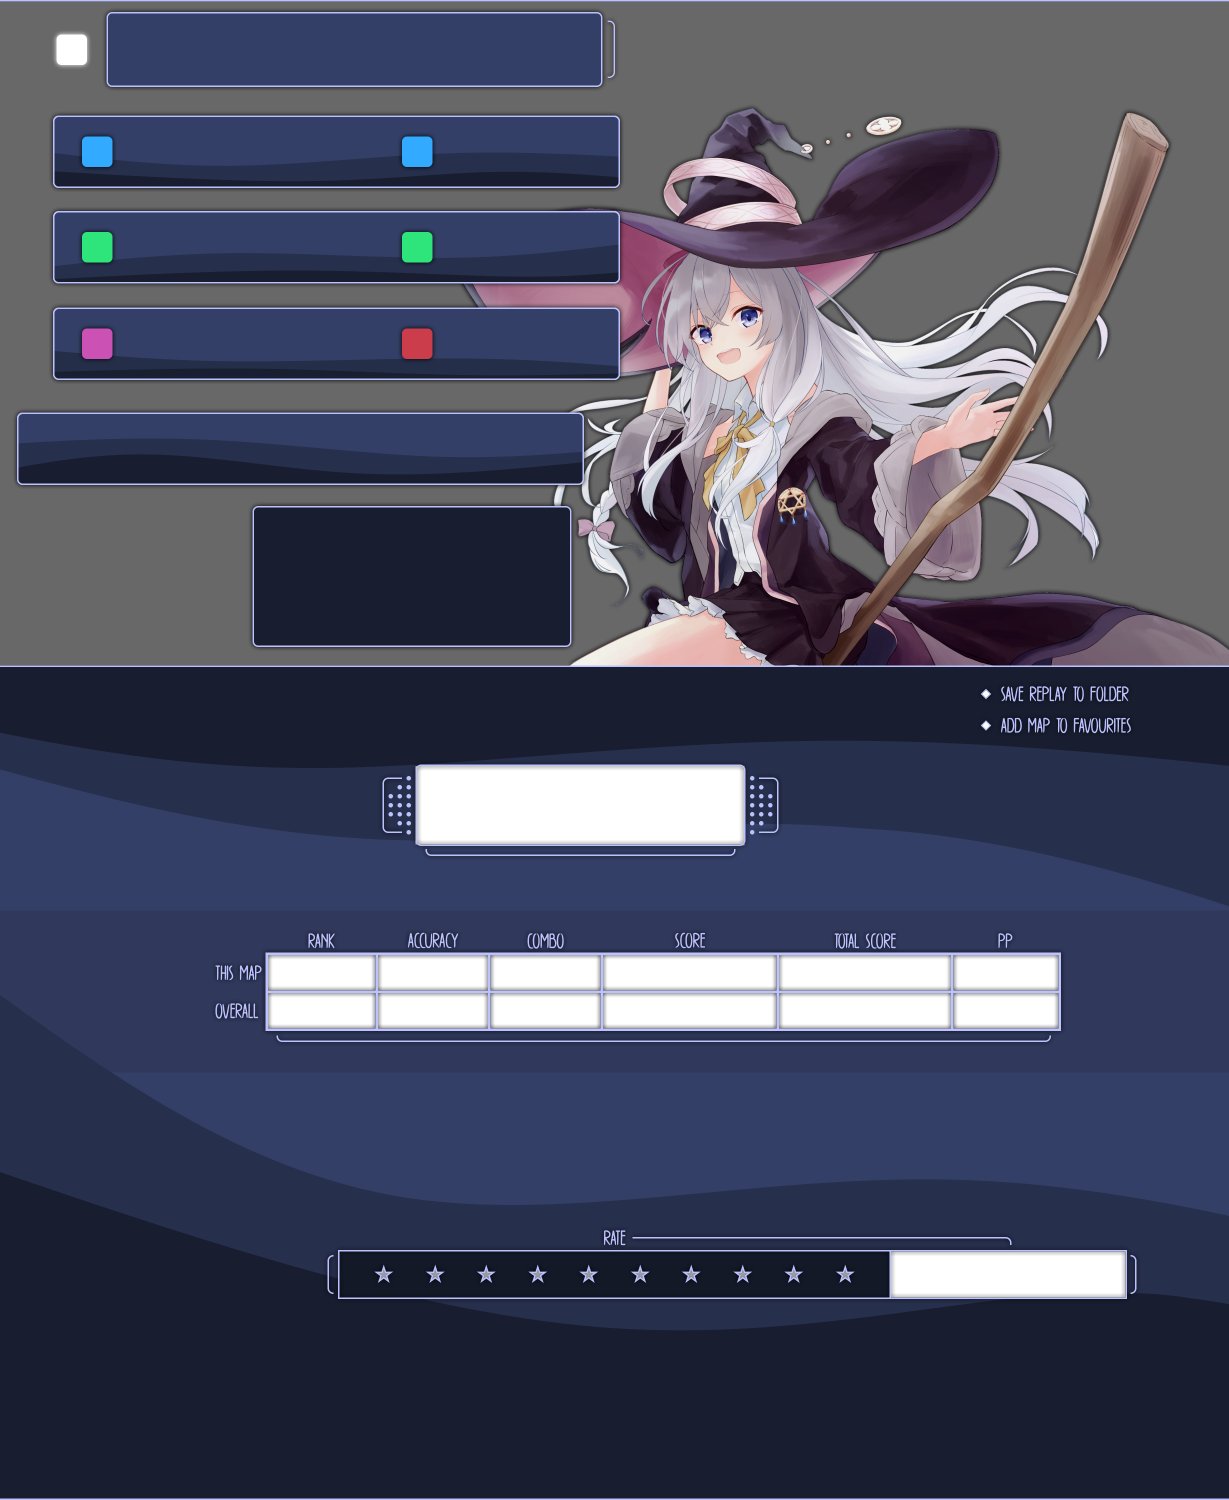 SAVE REPLAY TO FOLDER
ADD MAP TO FAVOURITES
RANK ACCURACY COMBO SCORE TOTAL SCORE PP
THIS MAP
OVERALL
RATE